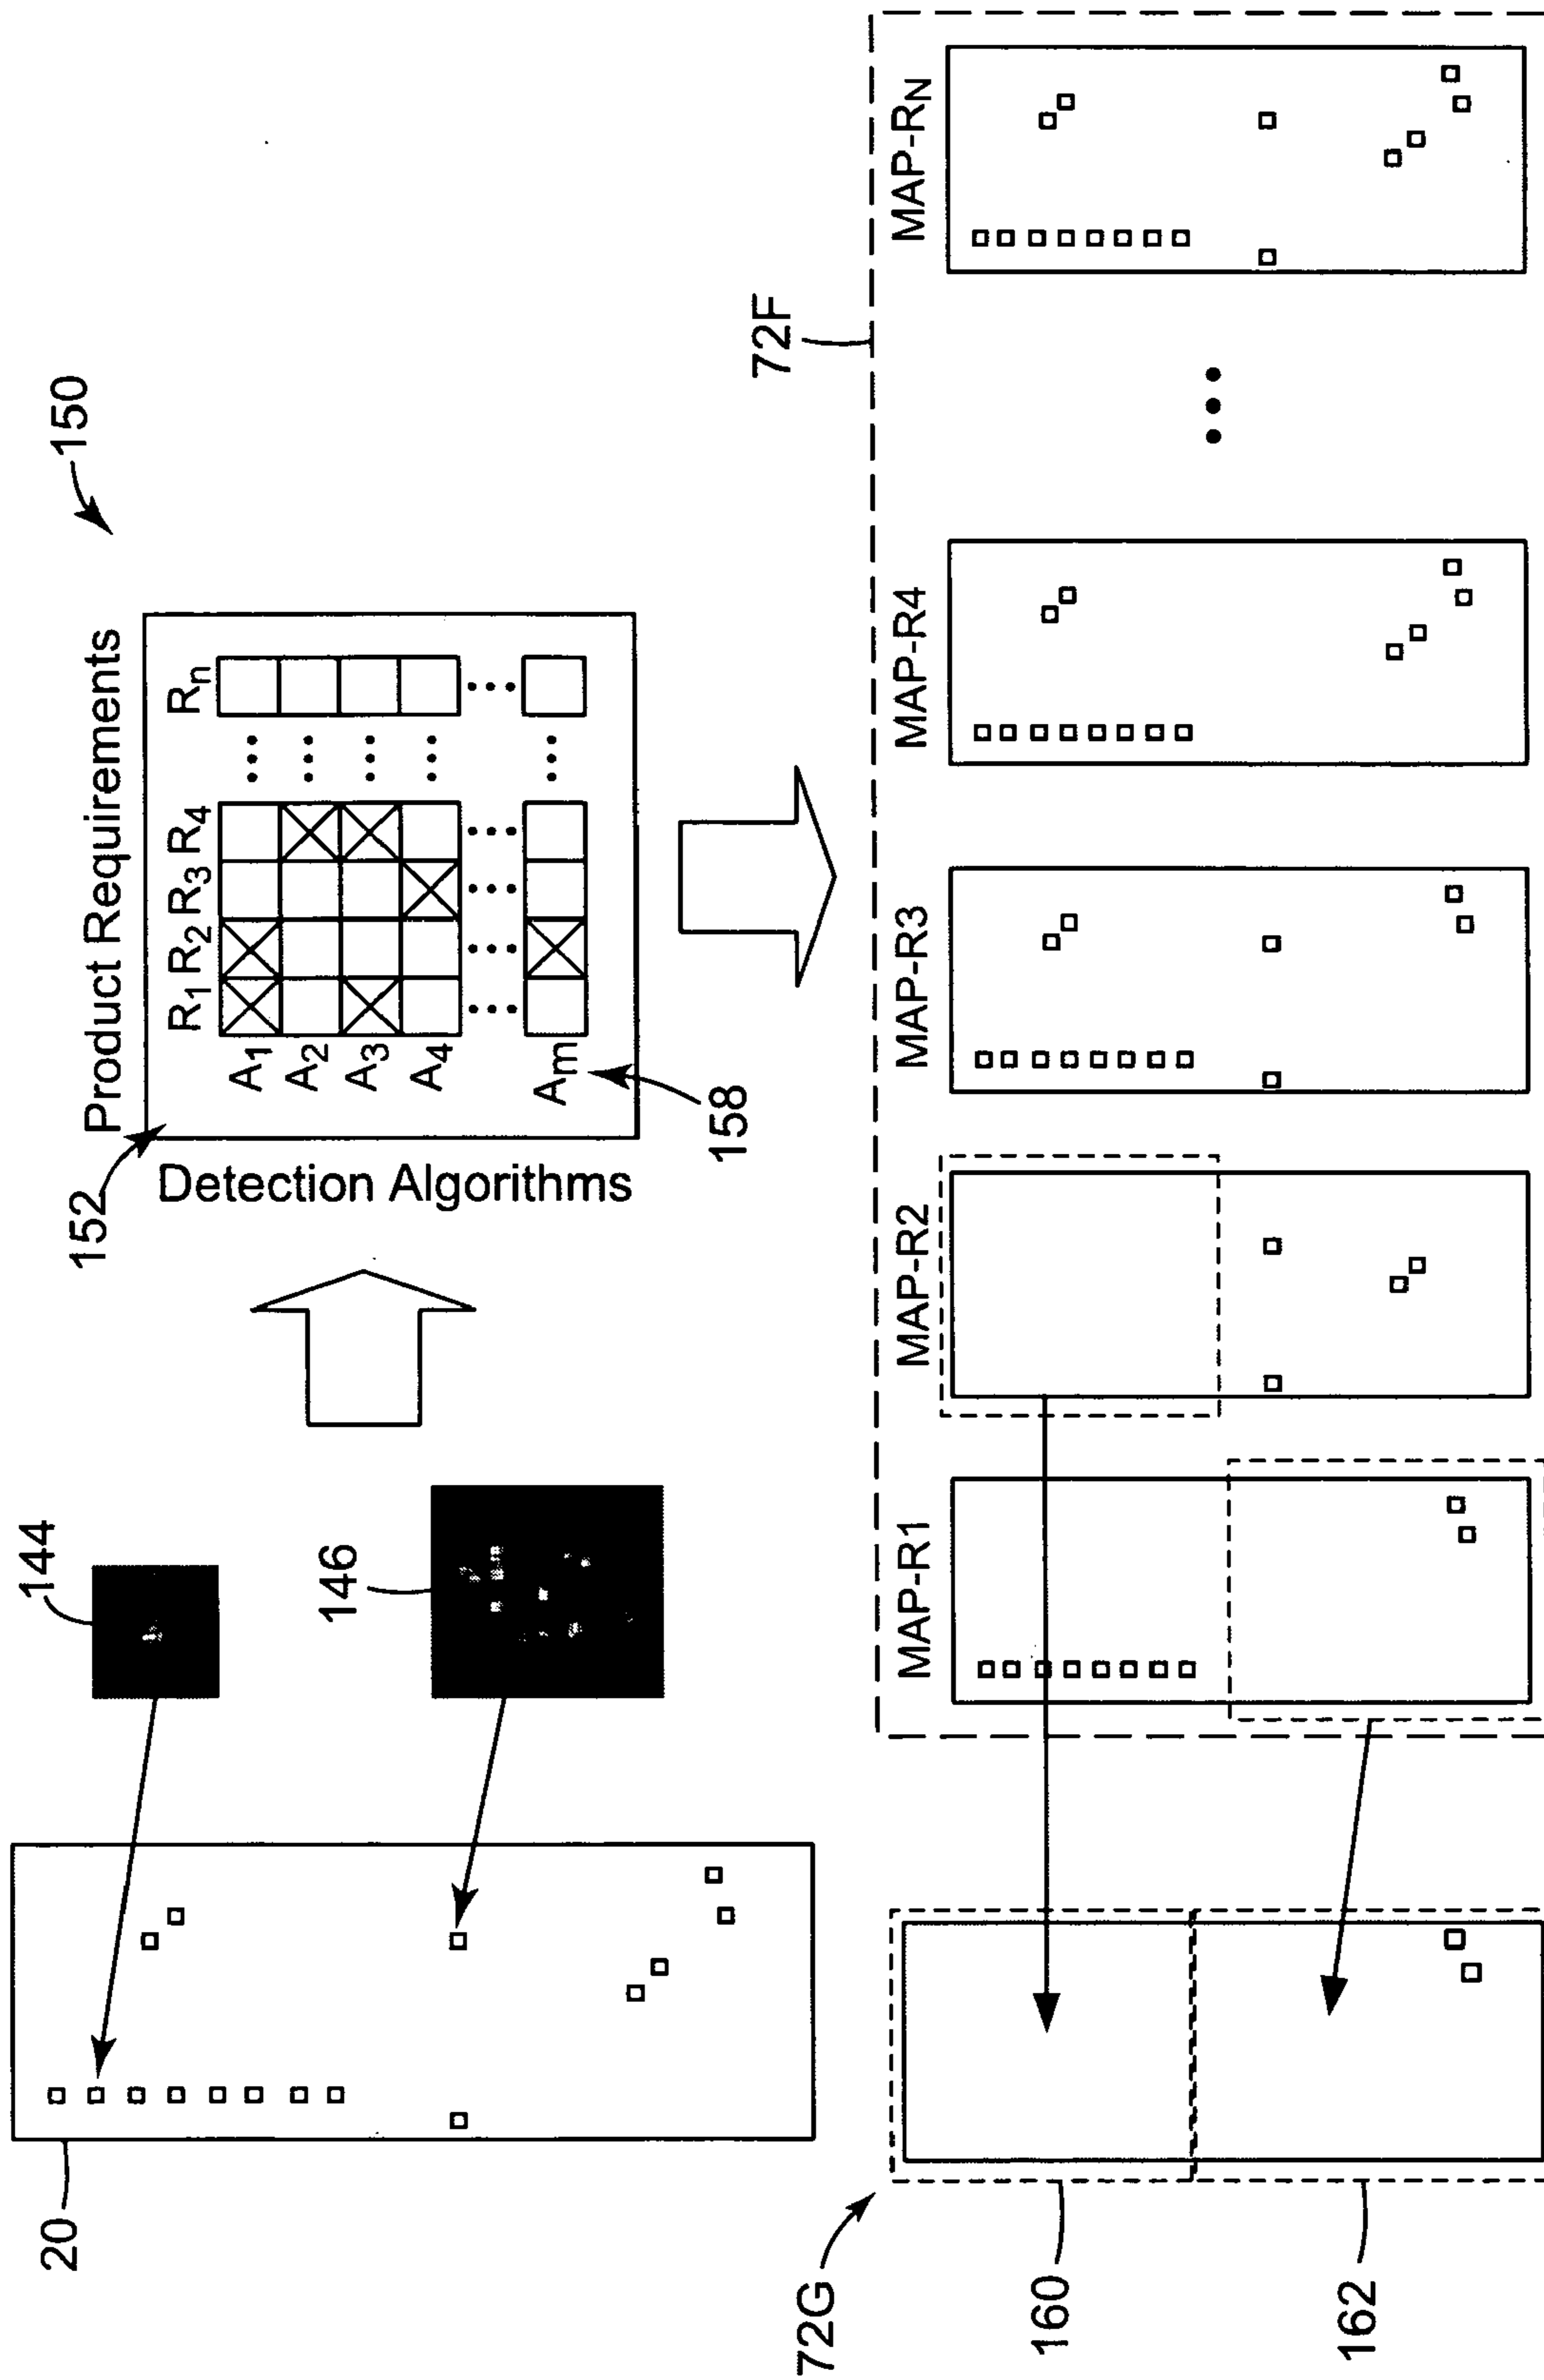 150
20
144
146
152
Product Requirements
R1 R2 R3 R4 ••• Rn
A1
A2
A3
A4
Am
Detection Algorithms
158
72F
MAP-R1
MAP-R2
MAP-R3
MAP-R4
MAP-RN
72G
160
162